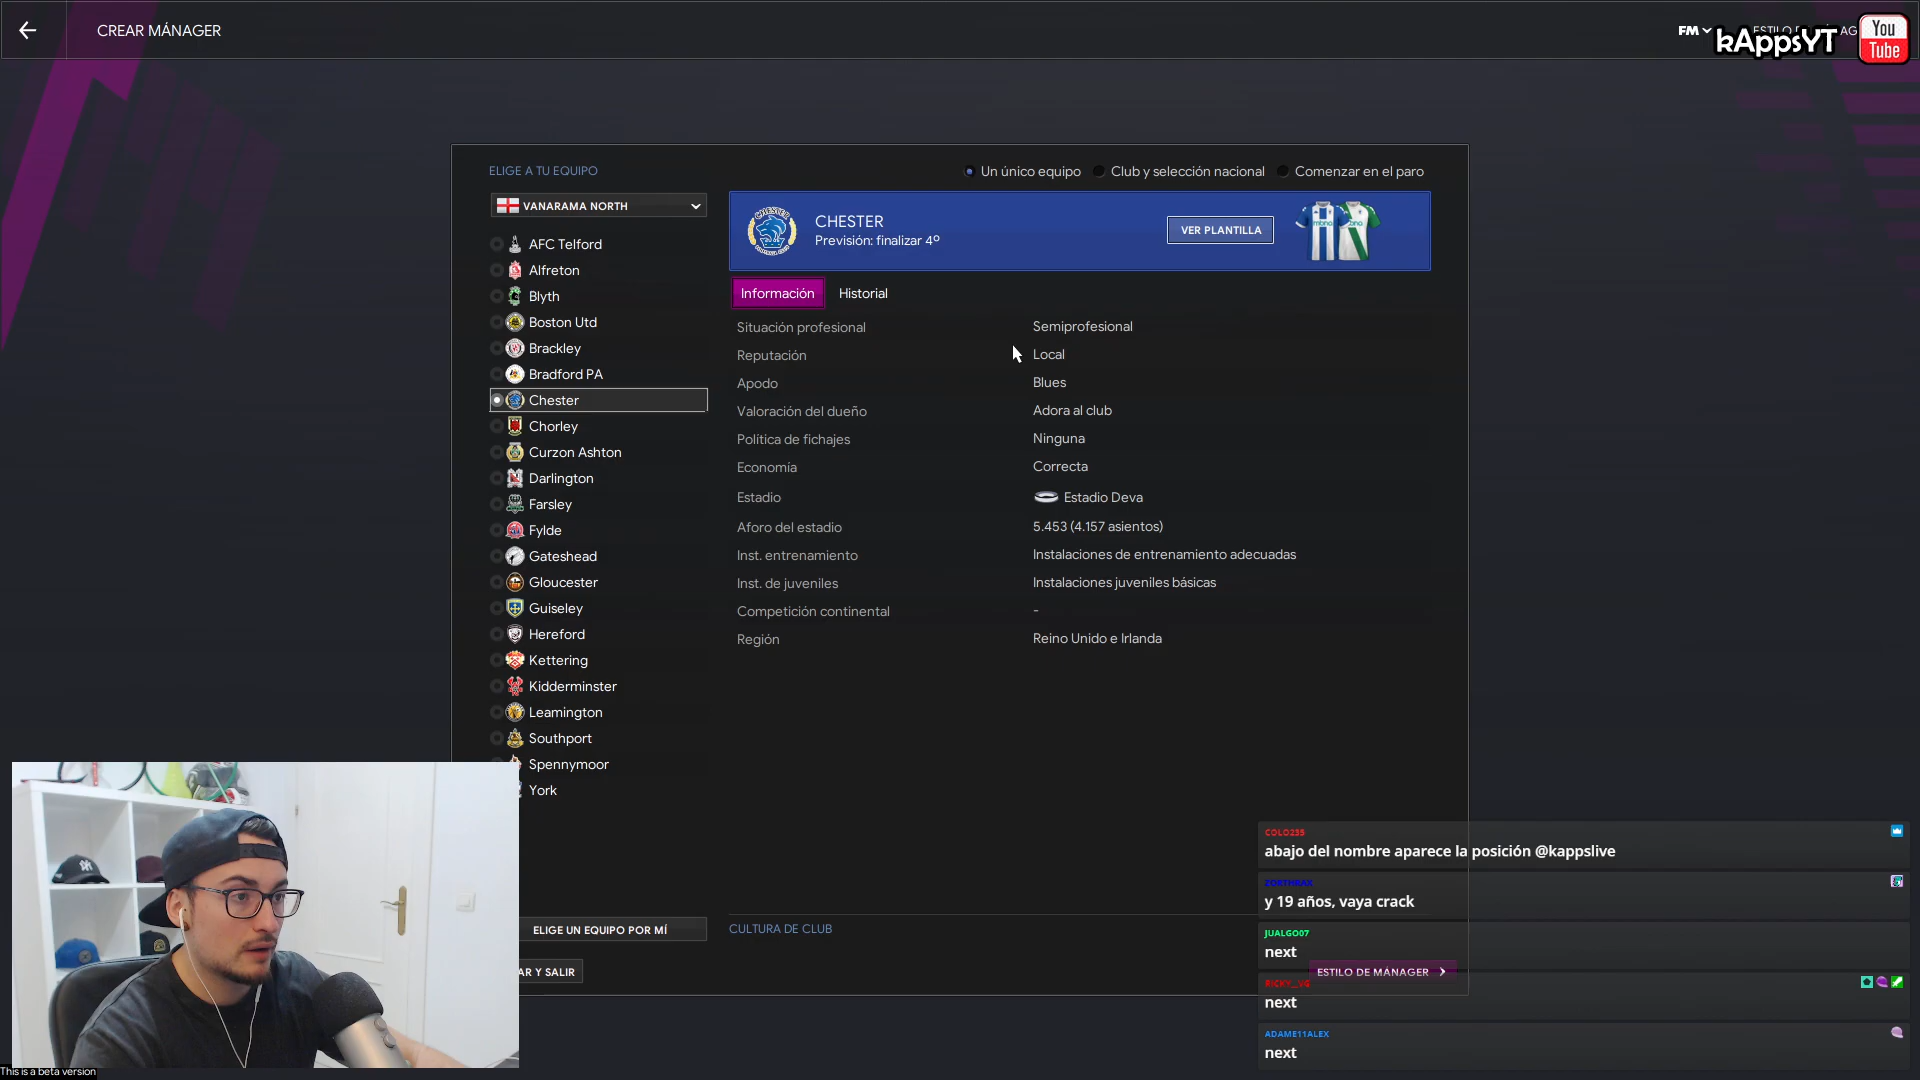 CREAR MÁNAGER
FM
kAppsYT
You
Tube
ELIGE A TU EQUIPO
Un único equipo
Club y selección nacional
Comenzar en el paro
VANARAMA NORTH
AFC Telford
Alfreton
Blyth
Boston Utd
Brackley
Bradford PA
Chester
Chorley
Curzon Ashton
Darlington
Farsley
Fylde
Gateshead
Gloucester
Guiseley
Hereford
Kettering
Kidderminster
Leamington
Southport
Spennymoor
York
CHESTER
Previsión: finalizar 4º
VER PLANTILLA
Información
Historial
Situación profesional Semiprofesional
Reputación Local
Apodo Blues
Valoración del dueño Adora al club
Política de fichajes Ninguna
Economía Correcta
Estadio Estadio Deva
Aforo del estadio 5.453 (4.157 asientos)
Inst. entrenamiento Instalaciones de entrenamiento adecuadas
Inst. de juveniles Instalaciones juveniles básicas
Competición continental -
Región Reino Unido e Irlanda
ELIGE UN EQUIPO POR MÍ
CULTURA DE CLUB
AR Y SALIR
ESTILO DE MÁNAGER
COLO235
abajo del nombre aparece la posición @kappslive
ZORTHRAX
y 19 años, vaya crack
JUALGO07
next
RICKY__VG
next
ADAME11ALEX
next
This is a beta version